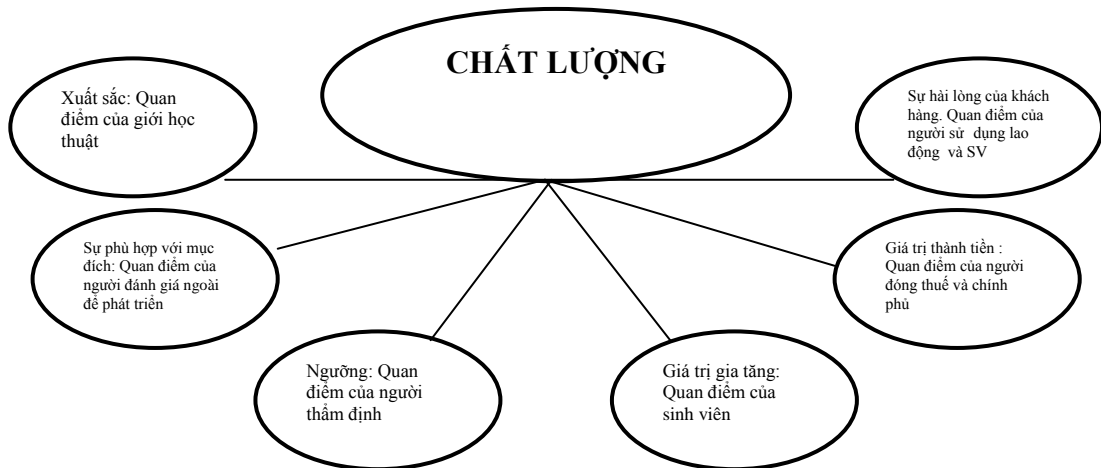 CHẤT LƯỢNG
Xuất sắc: Quan
điểm của giới học
thuật
Sự hài lòng của khách
hàng. Quan điểm của
người sử dụng lao
động và SV
Sự phù hợp với mục
đích: Quan điểm của
người đánh giá ngoài
để phát triển
Giá trị thành tiền :
Quan điểm của người
đóng thuế và chính
phủ
Ngưỡng: Quan
điểm của người
thẩm định
Giá trị gia tăng:
Quan điểm của
sinh viên